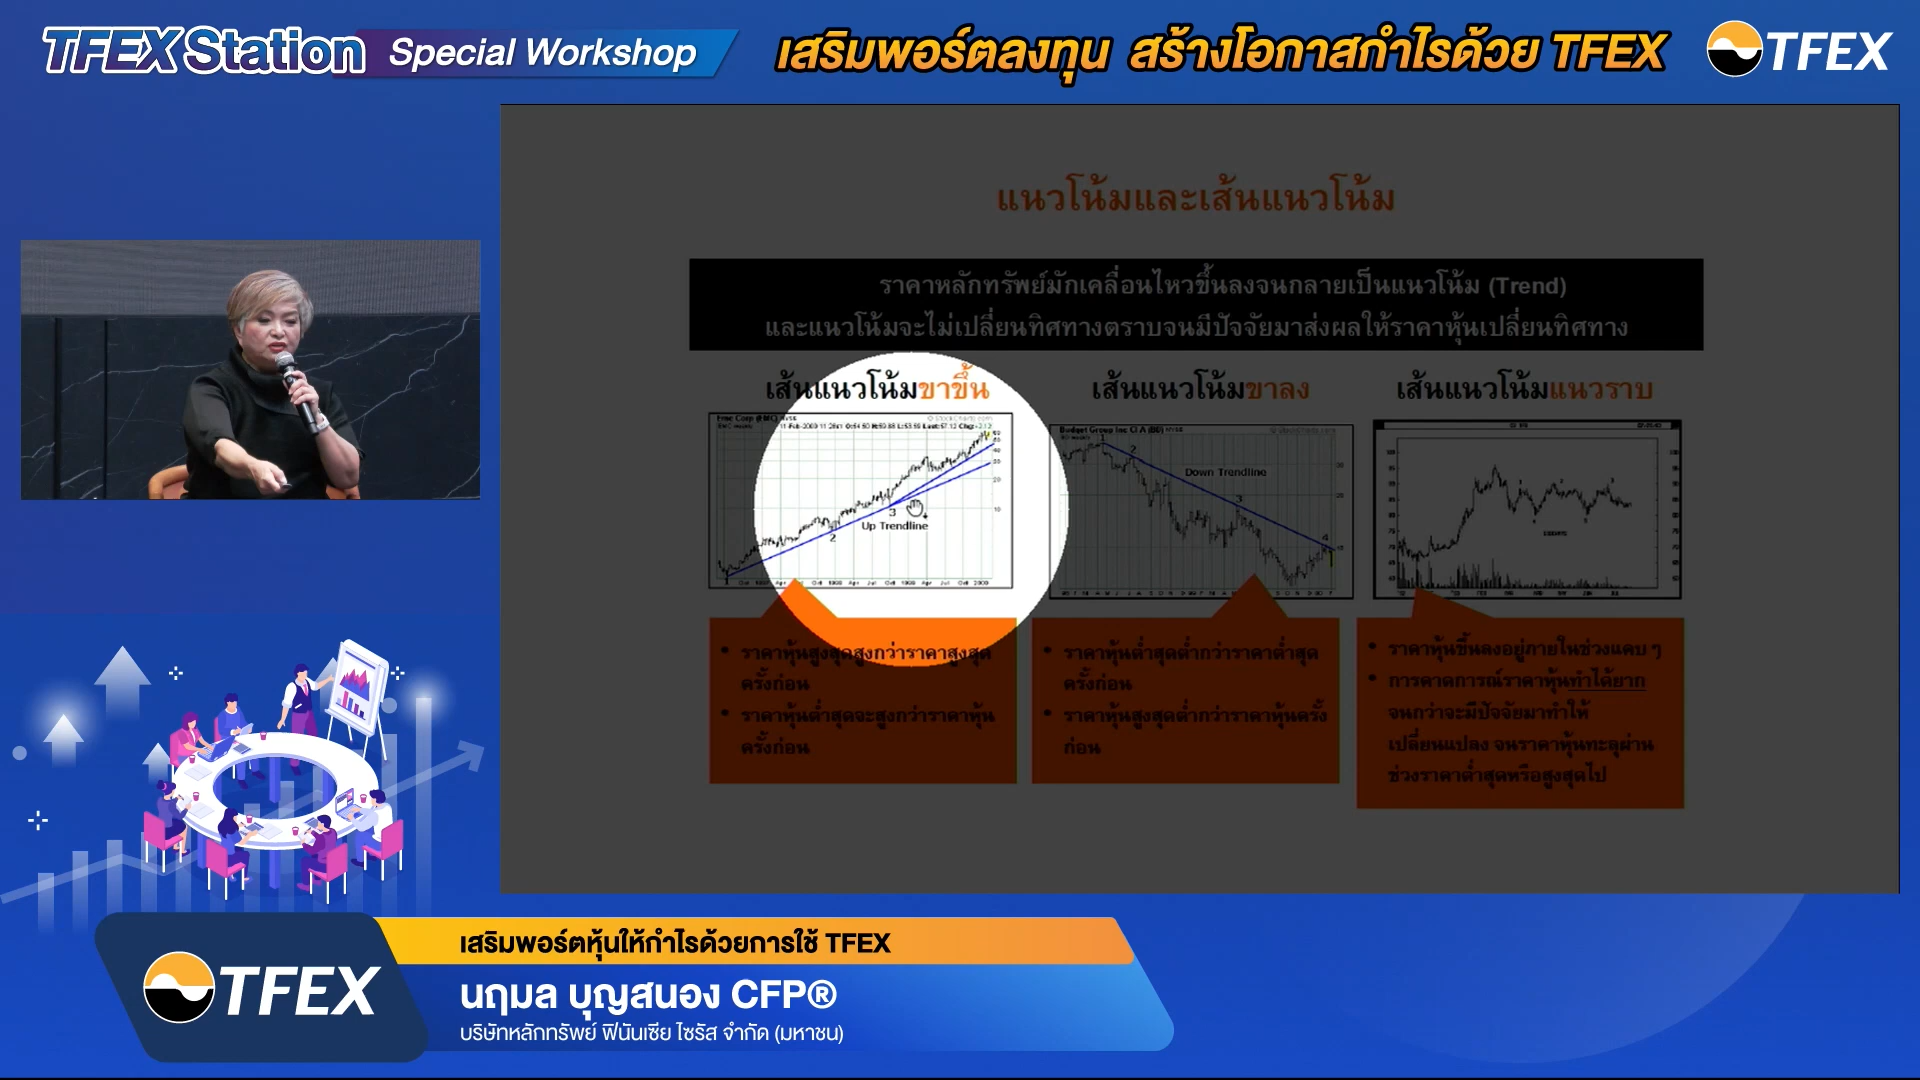 TFEX Station Special Workshop
เสริมพอร์ตลงทุน สร้างโอกาสกำไรด้วย TFEX
TFEX
แนวโน้มและเส้นแนวโน้ม
ราคาหลักทรัพย์มักเคลื่อนไหวขึ้นลงจนกลายเป็นแนวโน้ม (Trend)
และแนวโน้มจะไม่เปลี่ยนทิศทางตราบจนมีปัจจัยมาส่งผลให้ราคาหุ้นเปลี่ยนทิศทาง
เส้นแนวโน้มขาขึ้น
Up Trendline
1
2
3
• ราคาหุ้นสูงสุดสูงกว่าราคาสูงสุด
ครั้งก่อน
• ราคาหุ้นต่ำสุดจะสูงกว่าราคาหุ้น
ครั้งก่อน
เส้นแนวโน้มขาลง
Budget Group Inc Cl A (BD) NYSE
Down Trendline
1
2
3
4
• ราคาหุ้นต่ำสุดต่ำกว่าราคาต่ำสุด
ครั้งก่อน
• ราคาหุ้นสูงสุดต่ำกว่าราคาหุ้นครั้ง
ก่อน
เส้นแนวโน้มแนวราบ
• ราคาหุ้นขึ้นลงอยู่ภายในช่วงแคบ ๆ
• การคาดการณ์ราคาหุ้นทำได้ยาก
จนกว่าจะมีปัจจัยมาทำให้
เปลี่ยนแปลง จนราคาหุ้นทะลุผ่าน
ช่วงราคาต่ำสุดหรือสูงสุดไป
TFEX
เสริมพอร์ตหุ้นให้กำไรด้วยการใช้ TFEX
นฤมล บุญสนอง CFP®
บริษัทหลักทรัพย์ ฟินันเซีย ไซรัส จำกัด (มหาชน)